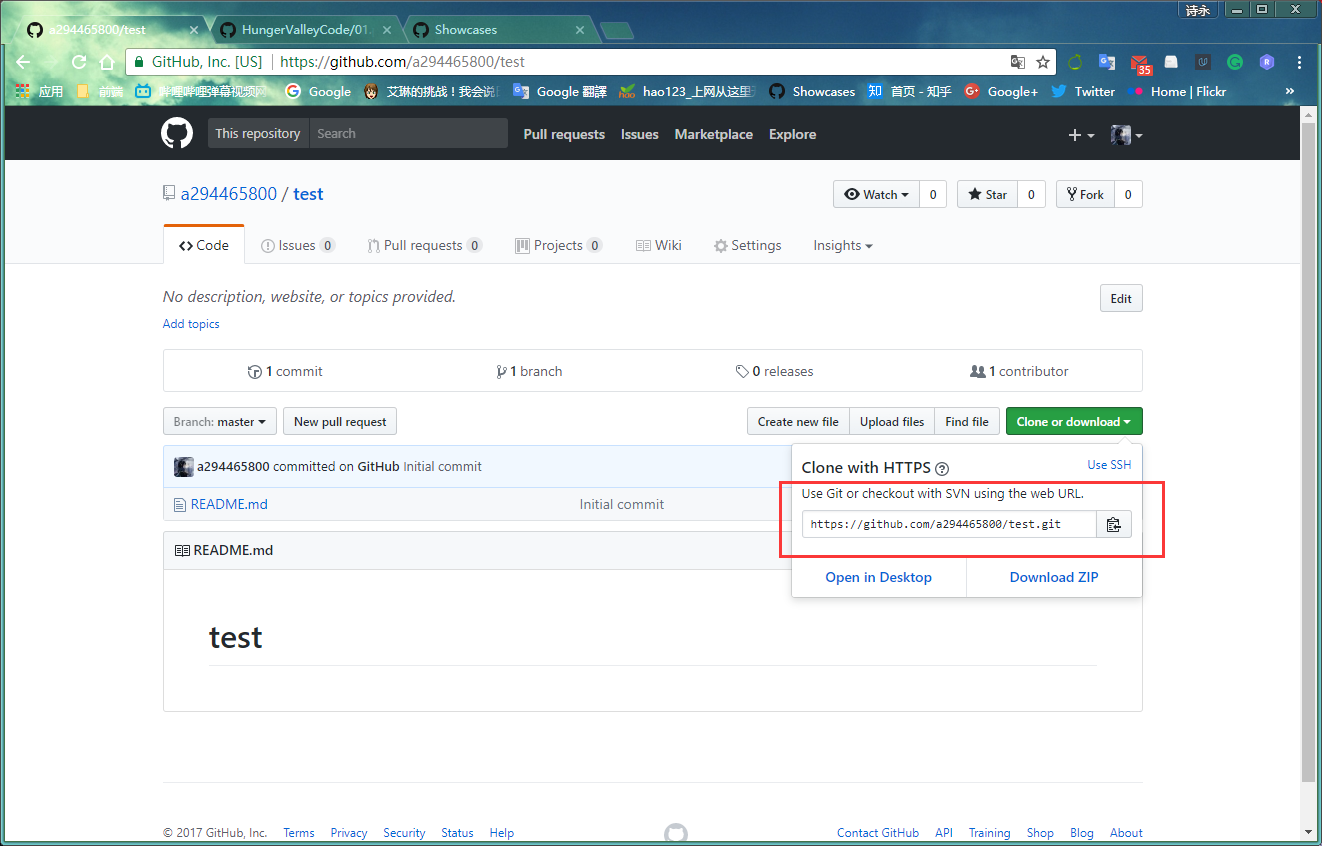 诗永
a294465800/test
HungerValleyCode/01.
Showcases
GitHub, Inc. [US] | https://github.com/a294465800/test
35
应用
前端
哔哩哔哩弹幕视频网
Google
艾琳的挑战！我会说
Google 翻譯
hao123_上网从这里
Showcases
知 首页 - 知乎
G+ Google+
Twitter
Home | Flickr
»
This repository
Search
Pull requests
Issues
Marketplace
Explore
a294465800 / test
Watch 0
Star 0
Fork 0
Code
Issues 0
Pull requests 0
Projects 0
Wiki
Settings
Insights
No description, website, or topics provided.
Edit
Add topics
1 commit
1 branch
0 releases
1 contributor
Branch: master
New pull request
Create new file
Upload files
Find file
Clone or download
a294465800 committed on GitHub Initial commit
README.md
Initial commit
Clone with HTTPS
Use SSH
Use Git or checkout with SVN using the web URL.
https://github.com/a294465800/test.git
Open in Desktop
Download ZIP
README.md
test
© 2017 GitHub, Inc.
Terms
Privacy
Security
Status
Help
Contact GitHub
API
Training
Shop
Blog
About